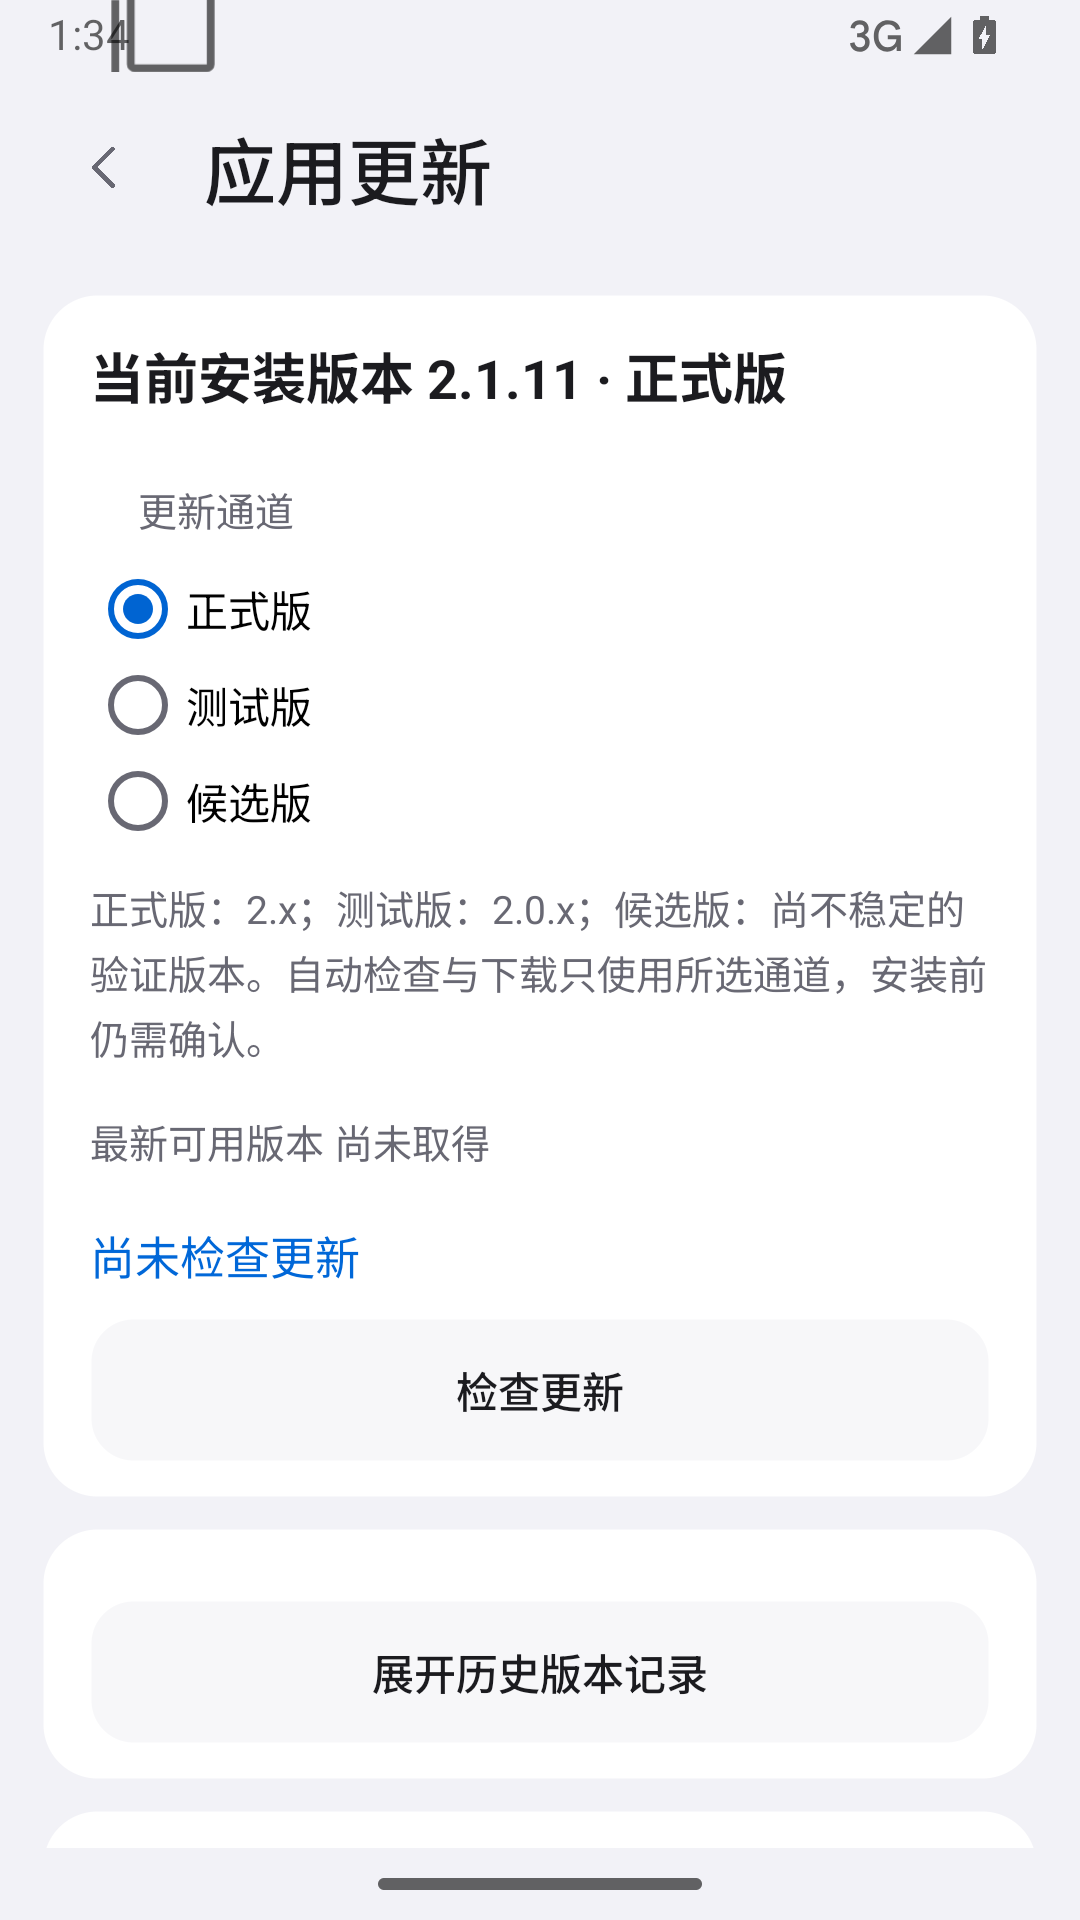 1:34
3G
应用更新
当前安装版本 2.1.11 · 正式版
更新通道
正式版
测试版
候选版
正式版：2.x；测试版：2.0.x；候选版：尚不稳定的
验证版本。自动检查与下载只使用所选通道，安装前
仍需确认。
最新可用版本 尚未取得
尚未检查更新
检查更新
展开历史版本记录